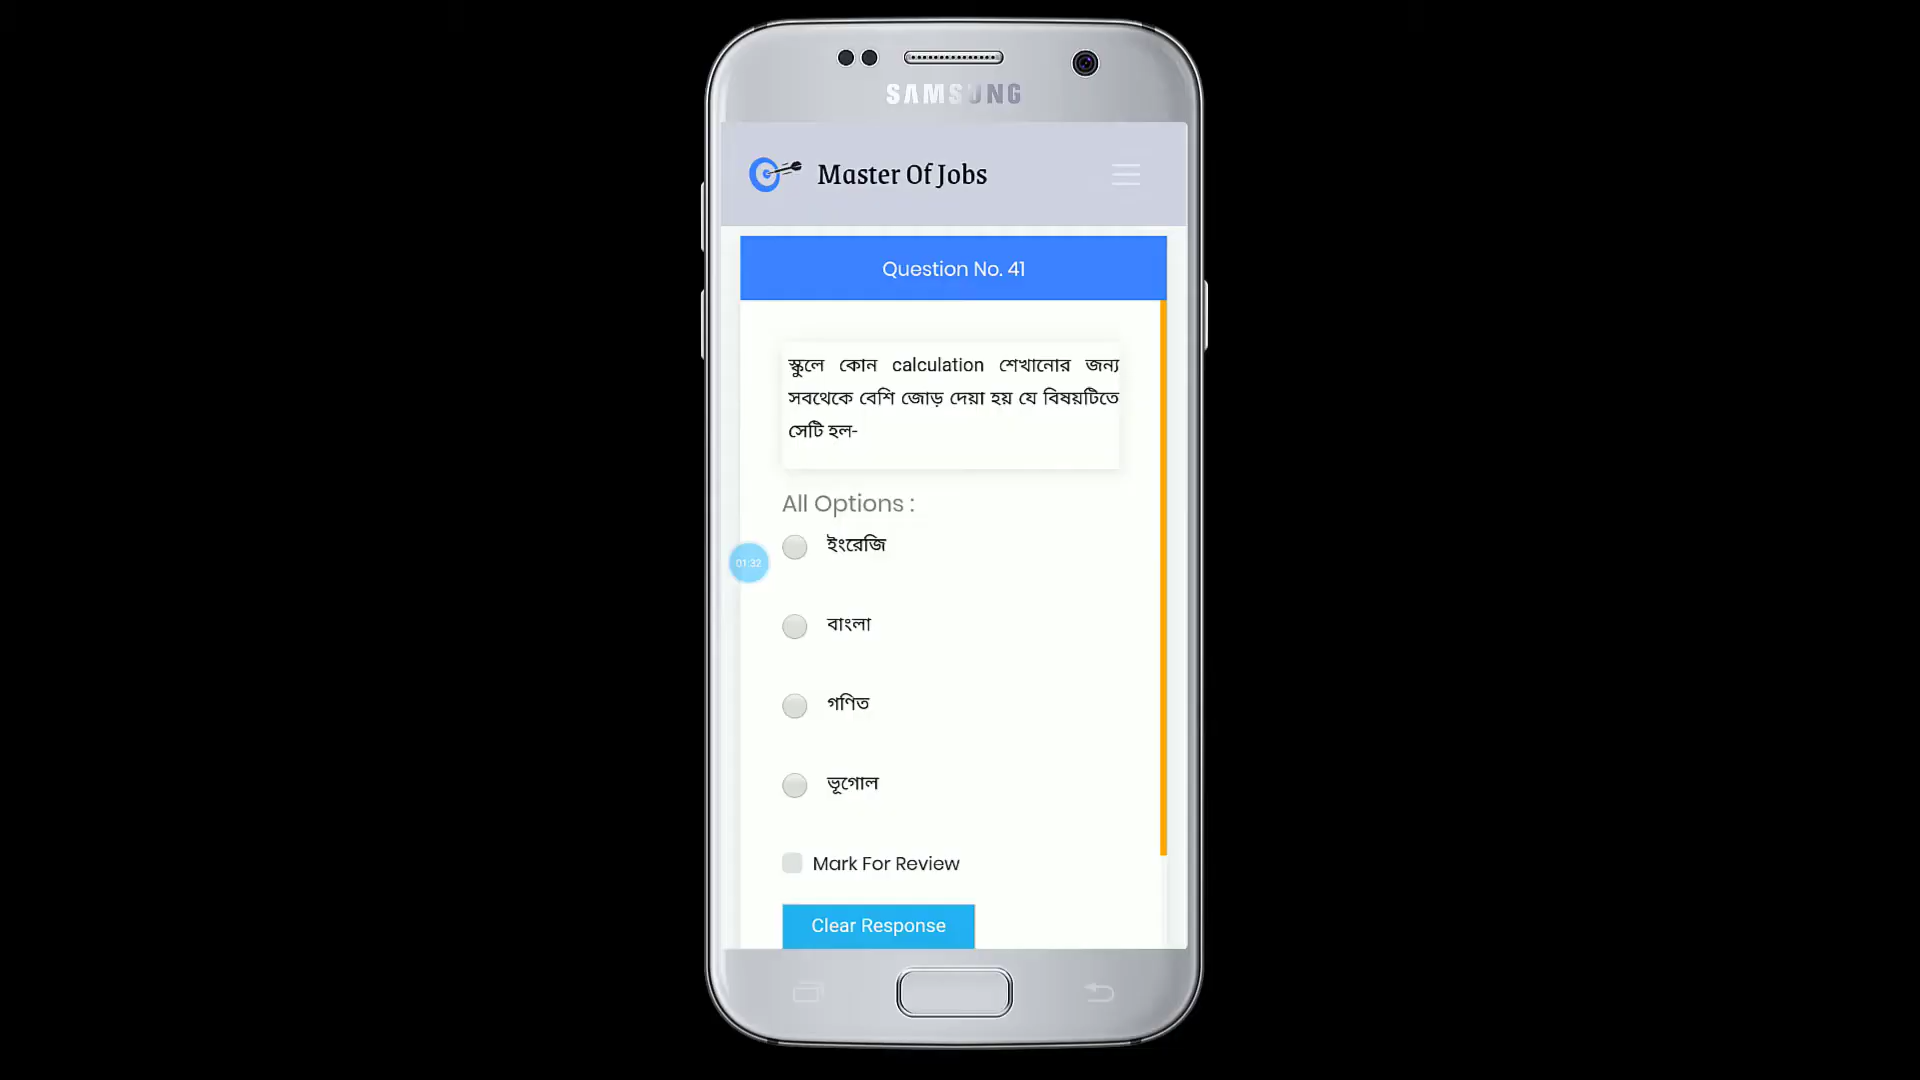 SAMSUNG
Master Of Jobs
Question No. 41
স্কুলে কোন calculation শেখানোর জন্য
সবথেকে বেশি জোড় দেয়া হয় যে বিষয়টিতে
সেটি হল-
All Options :
ইংরেজি
01:32
বাংলা
গণিত
ভূগোল
Mark For Review
Clear Response